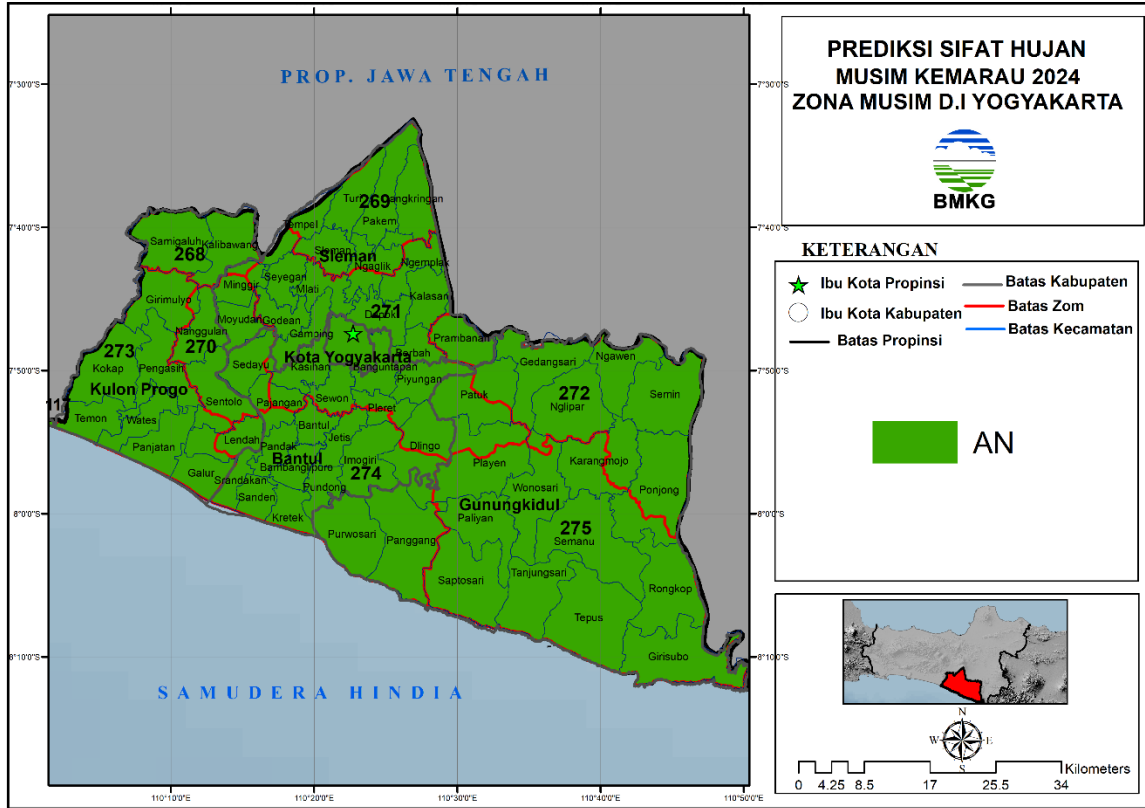 PREDIKSI SIFAT HUJAN
MUSIM KEMARAU 2024
ZONA MUSIM D.I YOGYAKARTA
BMKG
KETERANGAN
Ibu Kota Propinsi
Batas Kabupaten
Ibu Kota Kabupaten
Batas Zom
Batas Kecamatan
Batas Propinsi
AN
N
W E
S
Kilometers
0 4.25 8.5 17 25.5 34
PROP. JAWA TENGAH
7°30'0"S
7°40'0"S
7°50'0"S
8°0'0"S
8°10'0"S
Turi
269
Pakem
Tempel
Samigaluh
Kalibawang
268
Sleman
Sleman
Ngaglik
Ngemplak
Seyegan
Minggir
Mlati
Girimulyo
Kalasan
271
Moyudan
Godean
Nanggulan
Gamping
Prambanan
270
273
Kota Yogyakarta
Berbah
Gedangsari
Ngawen
Kokap
Pengasih
Sedayu
Kasihan
Banguntapan
Piyungan
Kulon Progo
Patuk
272
Semin
Nglipar
Sentolo
Pajangan
Sewon
Pleret
Temon
Wates
Bantul
Panjatan
Lendah
Pandak
Jetis
Dlingo
Bantul
Imogiri
Playen
Karangmojo
Galur
Srandakan
274
Wonosari
Ponjong
Sanden
Pundong
Gunungkidul
Kretek
Paliyan
275
Purwosari
Panggang
Semanu
Saptosari
Tanjungsari
Rongkop
Tepus
Girisubo
SAMUDERA HINDIA
110°10'0"E 110°20'0"E 110°30'0"E 110°40'0"E 110°50'0"E